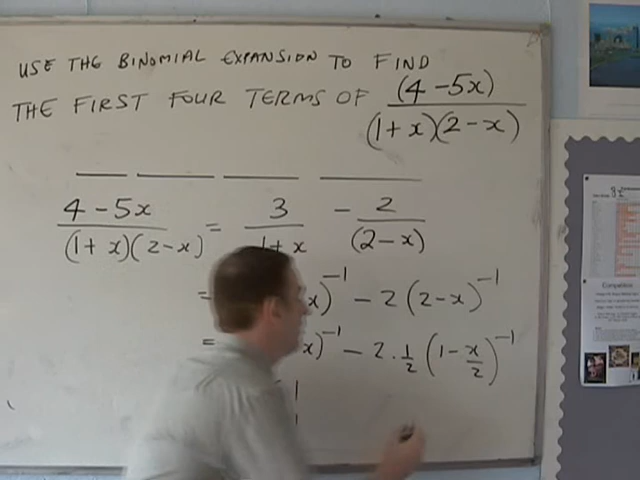 USE THE BINOMIAL EXPANSION TO FIND
THE FIRST FOUR TERMS OF (4 - 5x) / (1 + x)(2 - x)
4 - 5x / (1 + x)(2 - x) = 3 / 1 + x - 2 / (2 - x)
= x)^-1 - 2(2 - x)^-1
= x)^-1 - 2 . 1/2 (1 - x/2)^-1
Competition